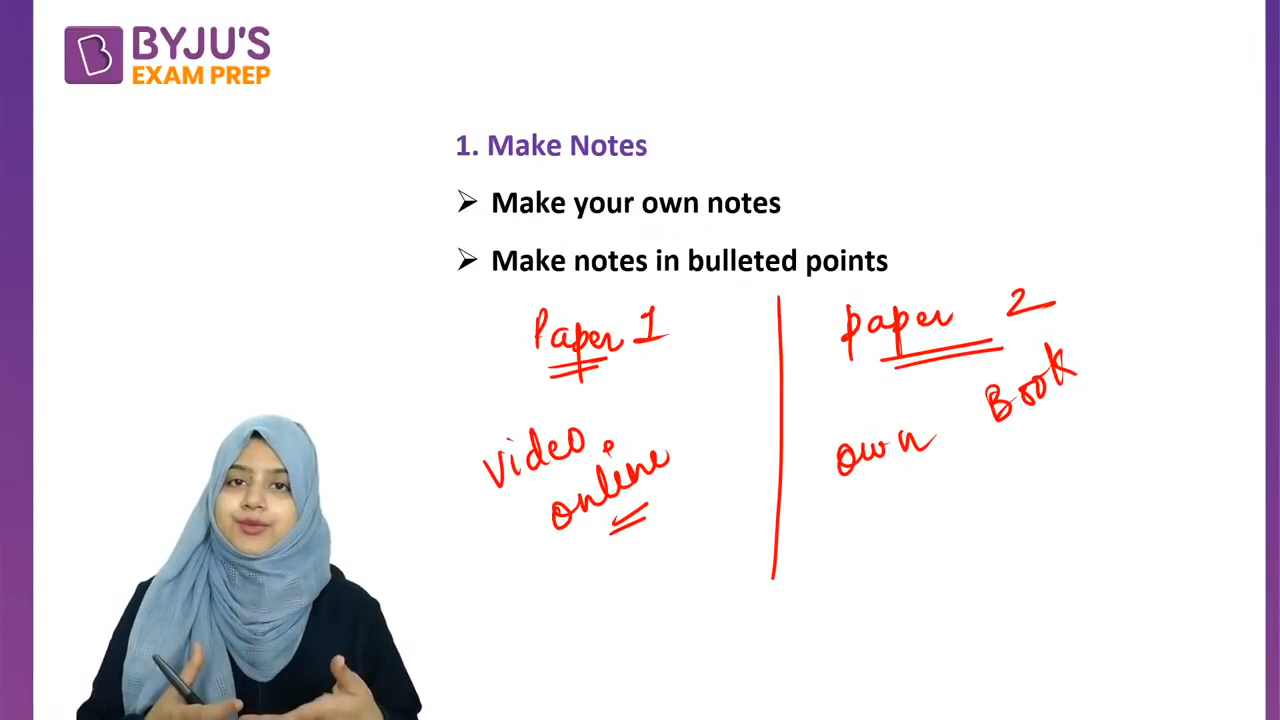 BYJU'S
EXAM PREP
1. Make Notes
Make your own notes
Make notes in bulleted points
Paper 1
paper 2
Book
video
online
own